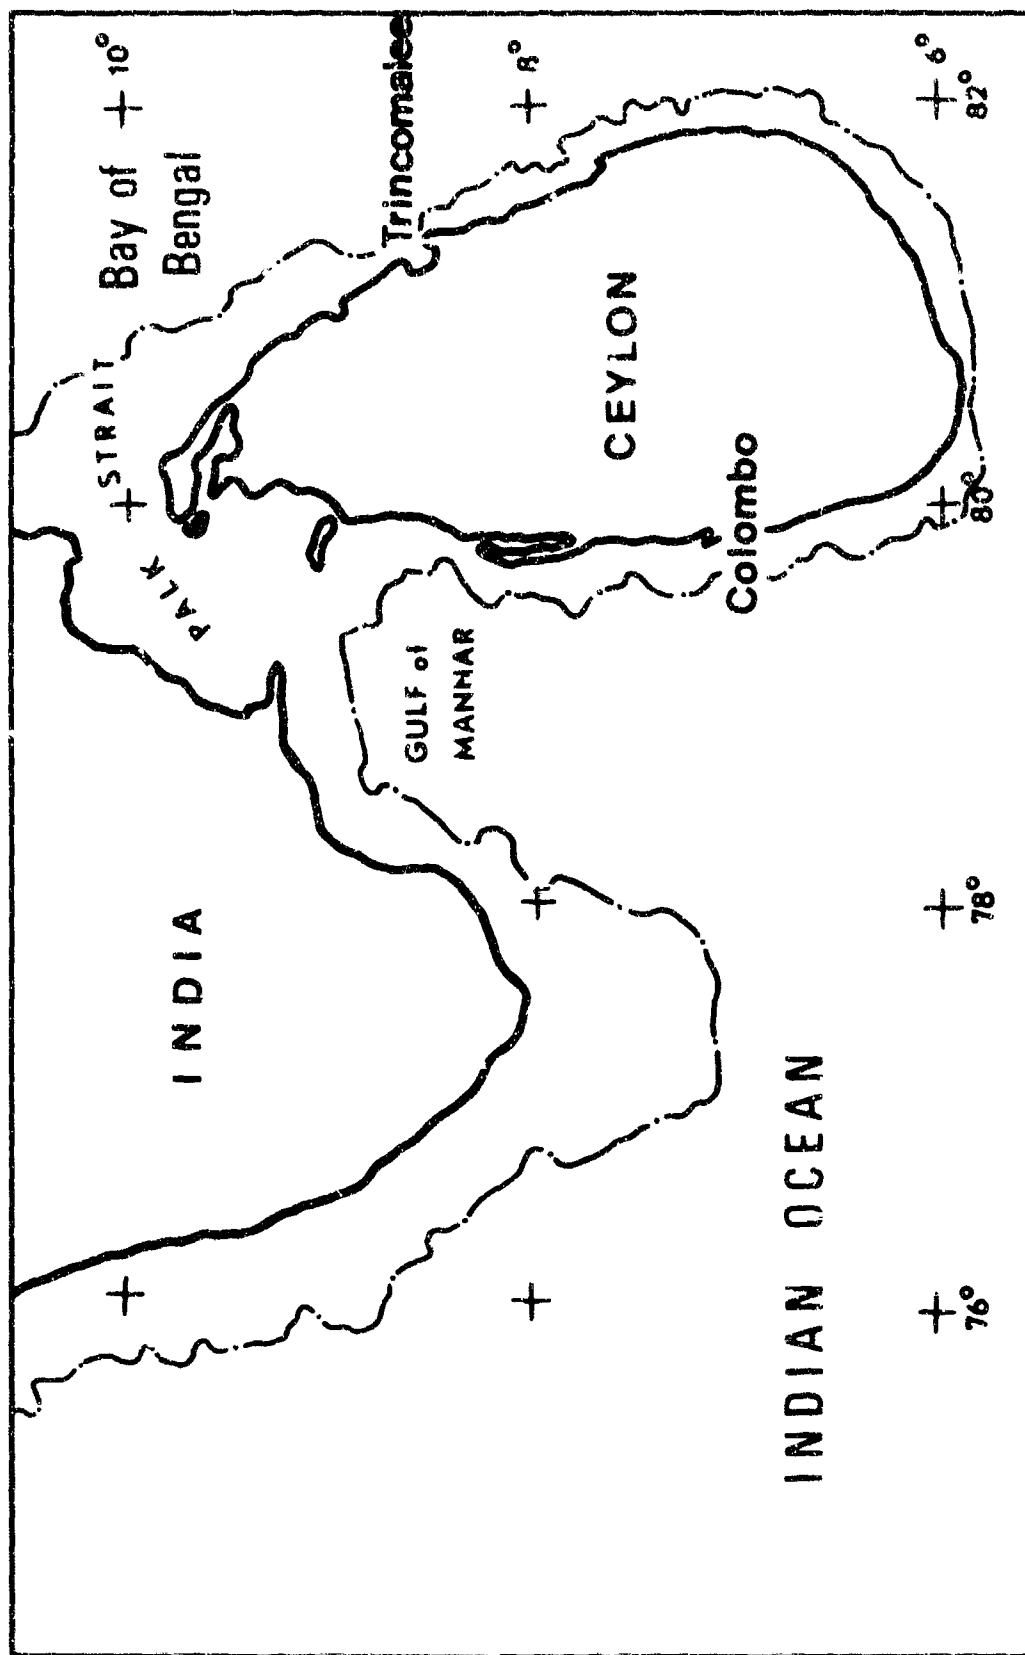 Bay of
Bengal
10°
STRAIT
PALK
INDIA
Trincomalee
8°
GULF of
MANNAR
CEYLON
Colombo
INDIAN OCEAN
6°
76°
78°
80°
82°